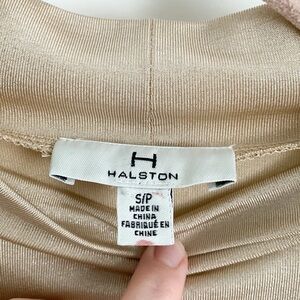 H
HALSTON
S/P
MADE IN
CHINA
FABRIQUÉ EN
CHINE